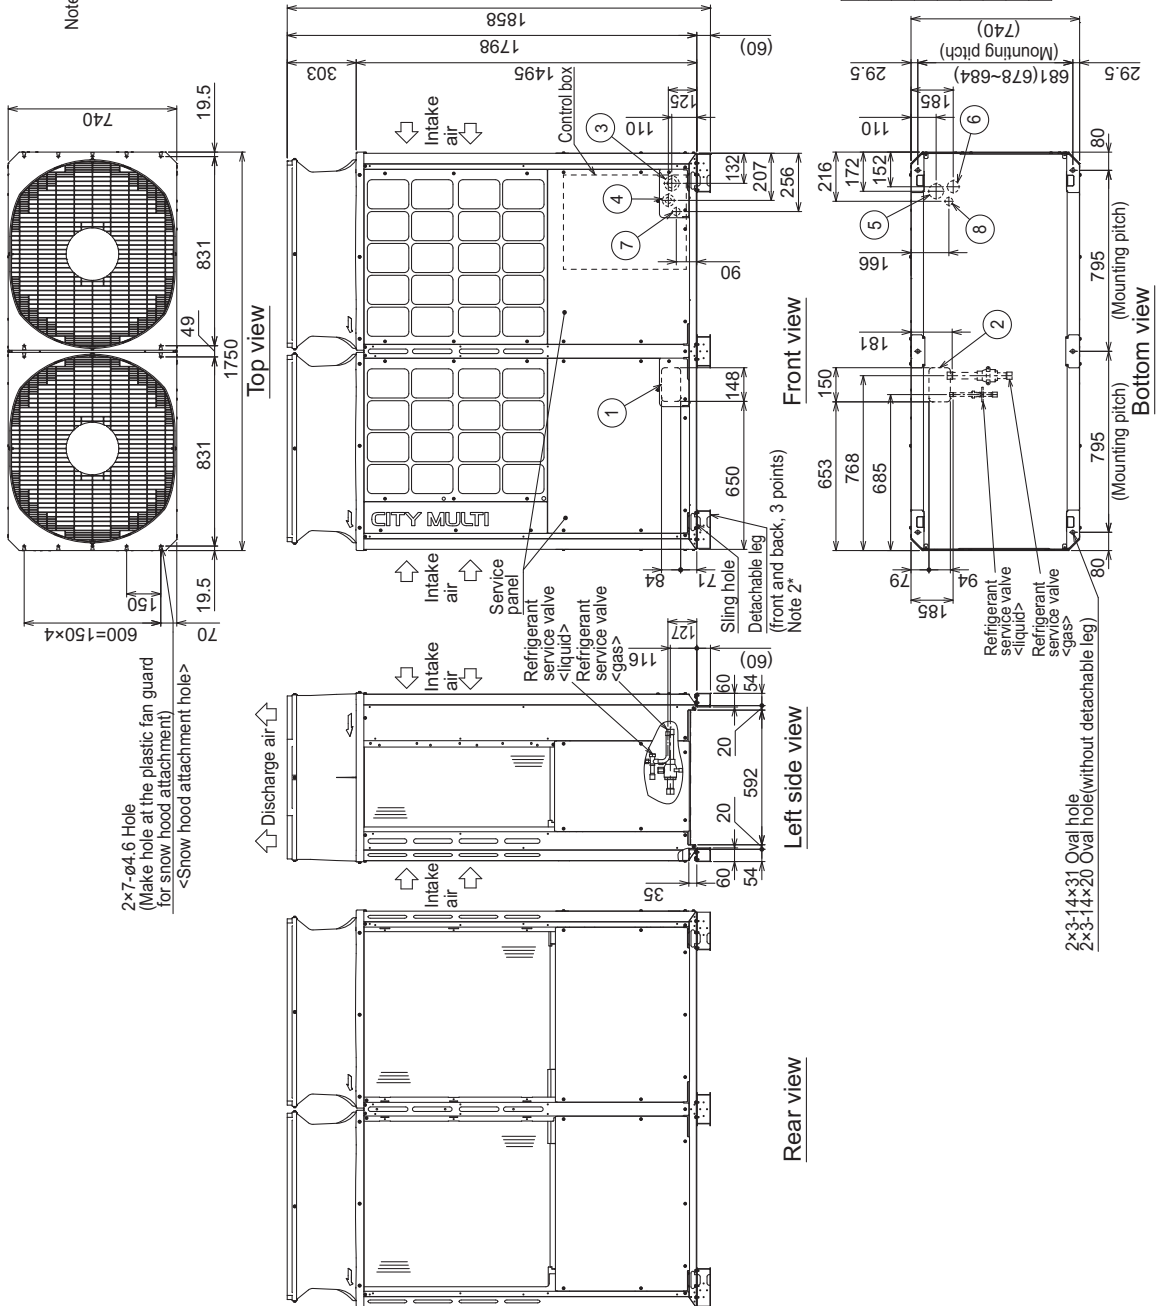 Note
740
19.5
831
49
1750
831
19.5
150
600=150×4
70
2×7-ø4.6 Hole
(Make hole at the plastic fan guard
for snow hood attachment)
<Snow hood attachment hole>
Top view
1858
1798
(60)
303
1495
Intake
air
Control box
125
110
3
132
207
256
4
7
90
CITY MULTI
1
148
650
Service
panel
Intake
air
84
71
Sling hole
Detachable leg
(front and back, 3 points)
Note 2*
Front view
Discharge air
Intake
air
Refrigerant
service valve
<liquid>
Refrigerant
service valve
<gas>
116
127
(60)
60
54
20
592
20
60
54
35
Intake
air
Left side view
Rear view
(740)
681(678~684)
(Mounting pitch)
29.5
29.5
185
110
6
216
172
152
5
8
166
80
795
(Mounting pitch)
181
2
150
653
768
685
795
(Mounting pitch)
80
79
94
185
Refrigerant
service valve
<liquid>
Refrigerant
service valve
<gas>
2×3-14×31 Oval hole
2×3-14×20 Oval hole(without detachable leg)
Bottom view